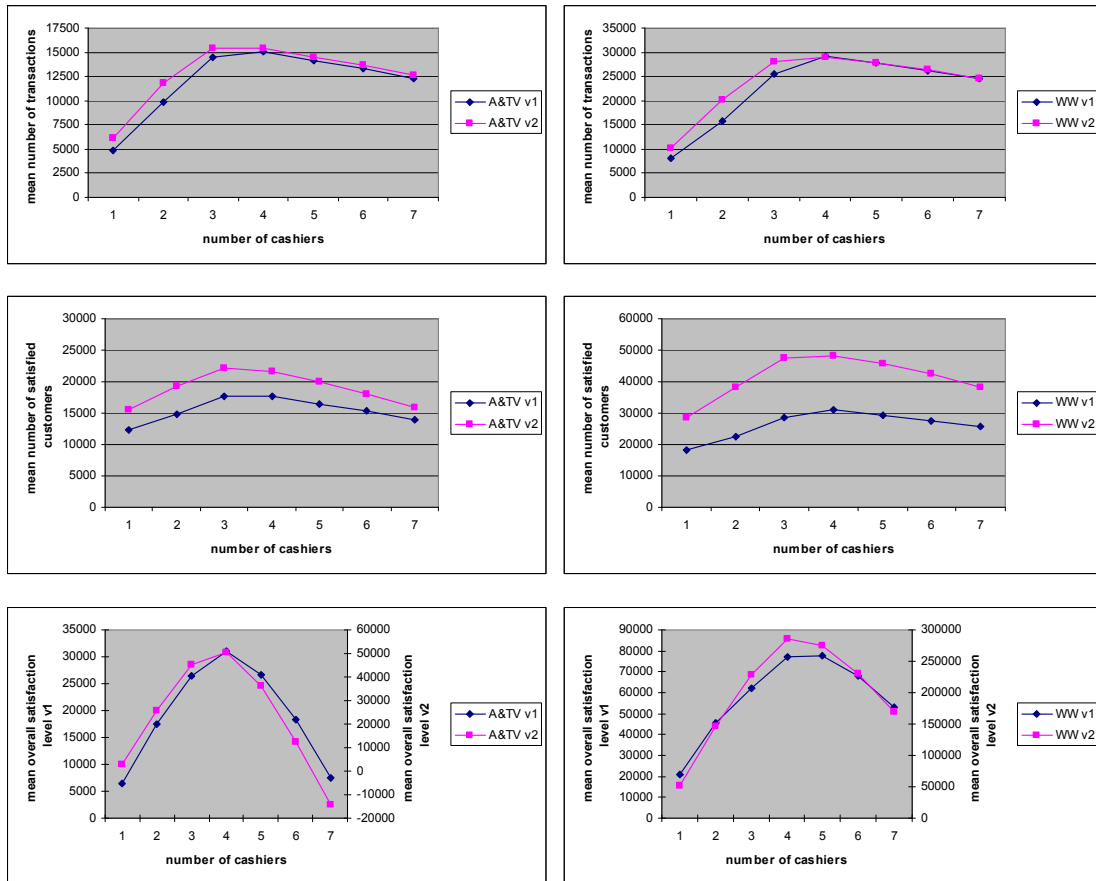 mean number of transactions
17500
15000
12500
10000
7500
5000
2500
0
1 2 3 4 5 6 7
number of cashiers
A&TV v1
A&TV v2
mean number of transactions
35000
30000
25000
20000
15000
10000
5000
0
1 2 3 4 5 6 7
number of cashiers
WW v1
WW v2
mean number of satisfied
customers
30000
25000
20000
15000
10000
5000
0
1 2 3 4 5 6 7
number of cashiers
A&TV v1
A&TV v2
mean number of satisfied
customers
60000
50000
40000
30000
20000
10000
0
1 2 3 4 5 6 7
number of cashiers
WW v1
WW v2
mean overall satisfaction
level v1
35000
30000
25000
20000
15000
10000
5000
0
1 2 3 4 5 6 7
number of cashiers
60000
50000
40000
30000
20000
10000
0
-10000
-20000
mean overall satisfaction
level v2
A&TV v1
A&TV v2
mean overall satisfaction
level v1
90000
80000
70000
60000
50000
40000
30000
20000
10000
0
1 2 3 4 5 6 7
number of cashiers
300000
250000
200000
150000
100000
50000
0
mean overall satisfaction
level v2
WW v1
WW v2